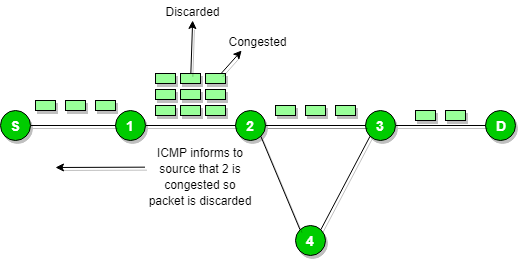 Discarded
Congested
S
1
2
3
D
ICMP informs to
source that 2 is
congested so
packet is discarded
4